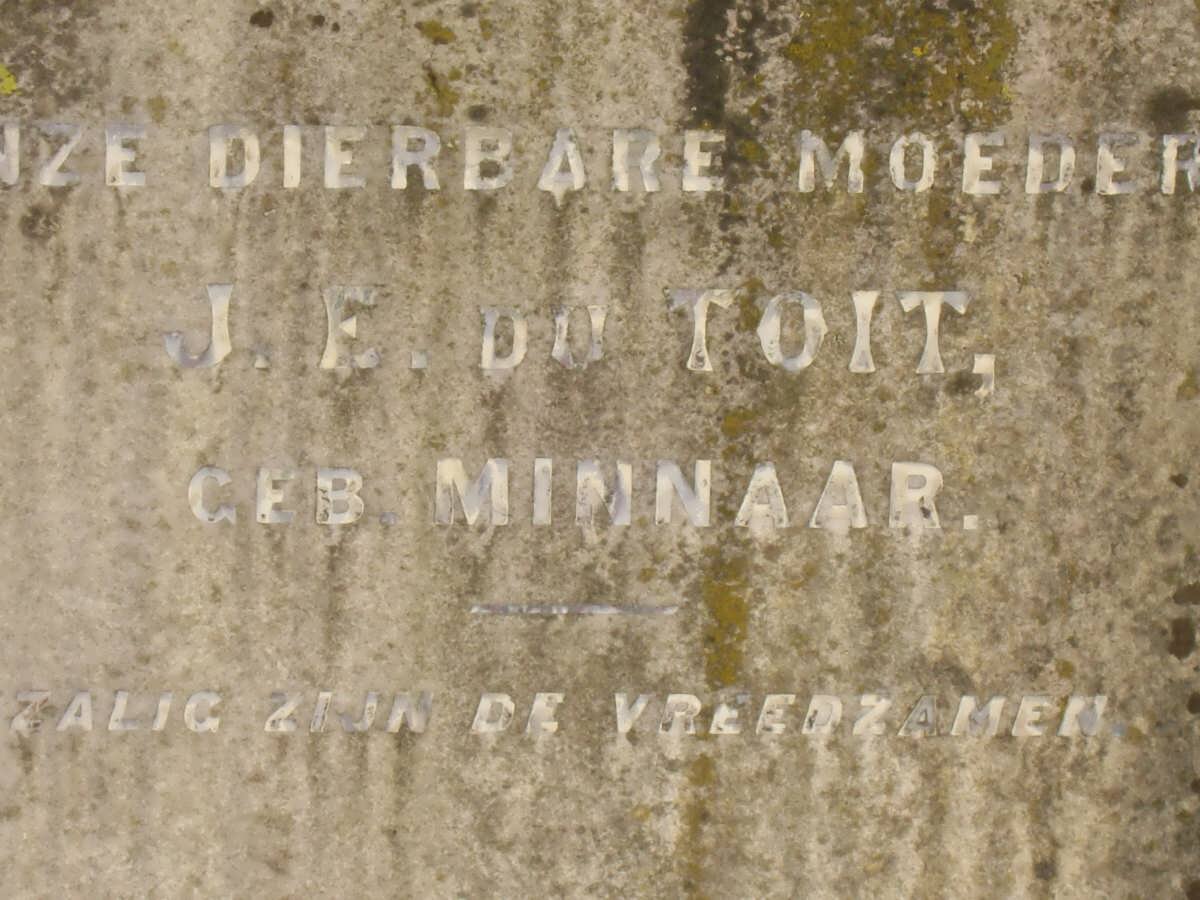 NZE DIERBARE MOEDER
J. E. DU TOIT,
GEB. MINNAAR.
ZALIG ZIJN DE VREEDZAMEN.